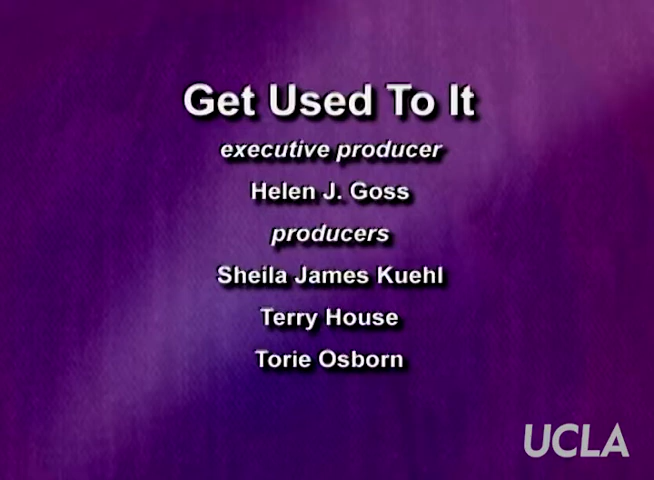 Get Used To It
executive producer
Helen J. Goss
producers
Sheila James Kuehl
Terry House
Torie Osborn
UCLA